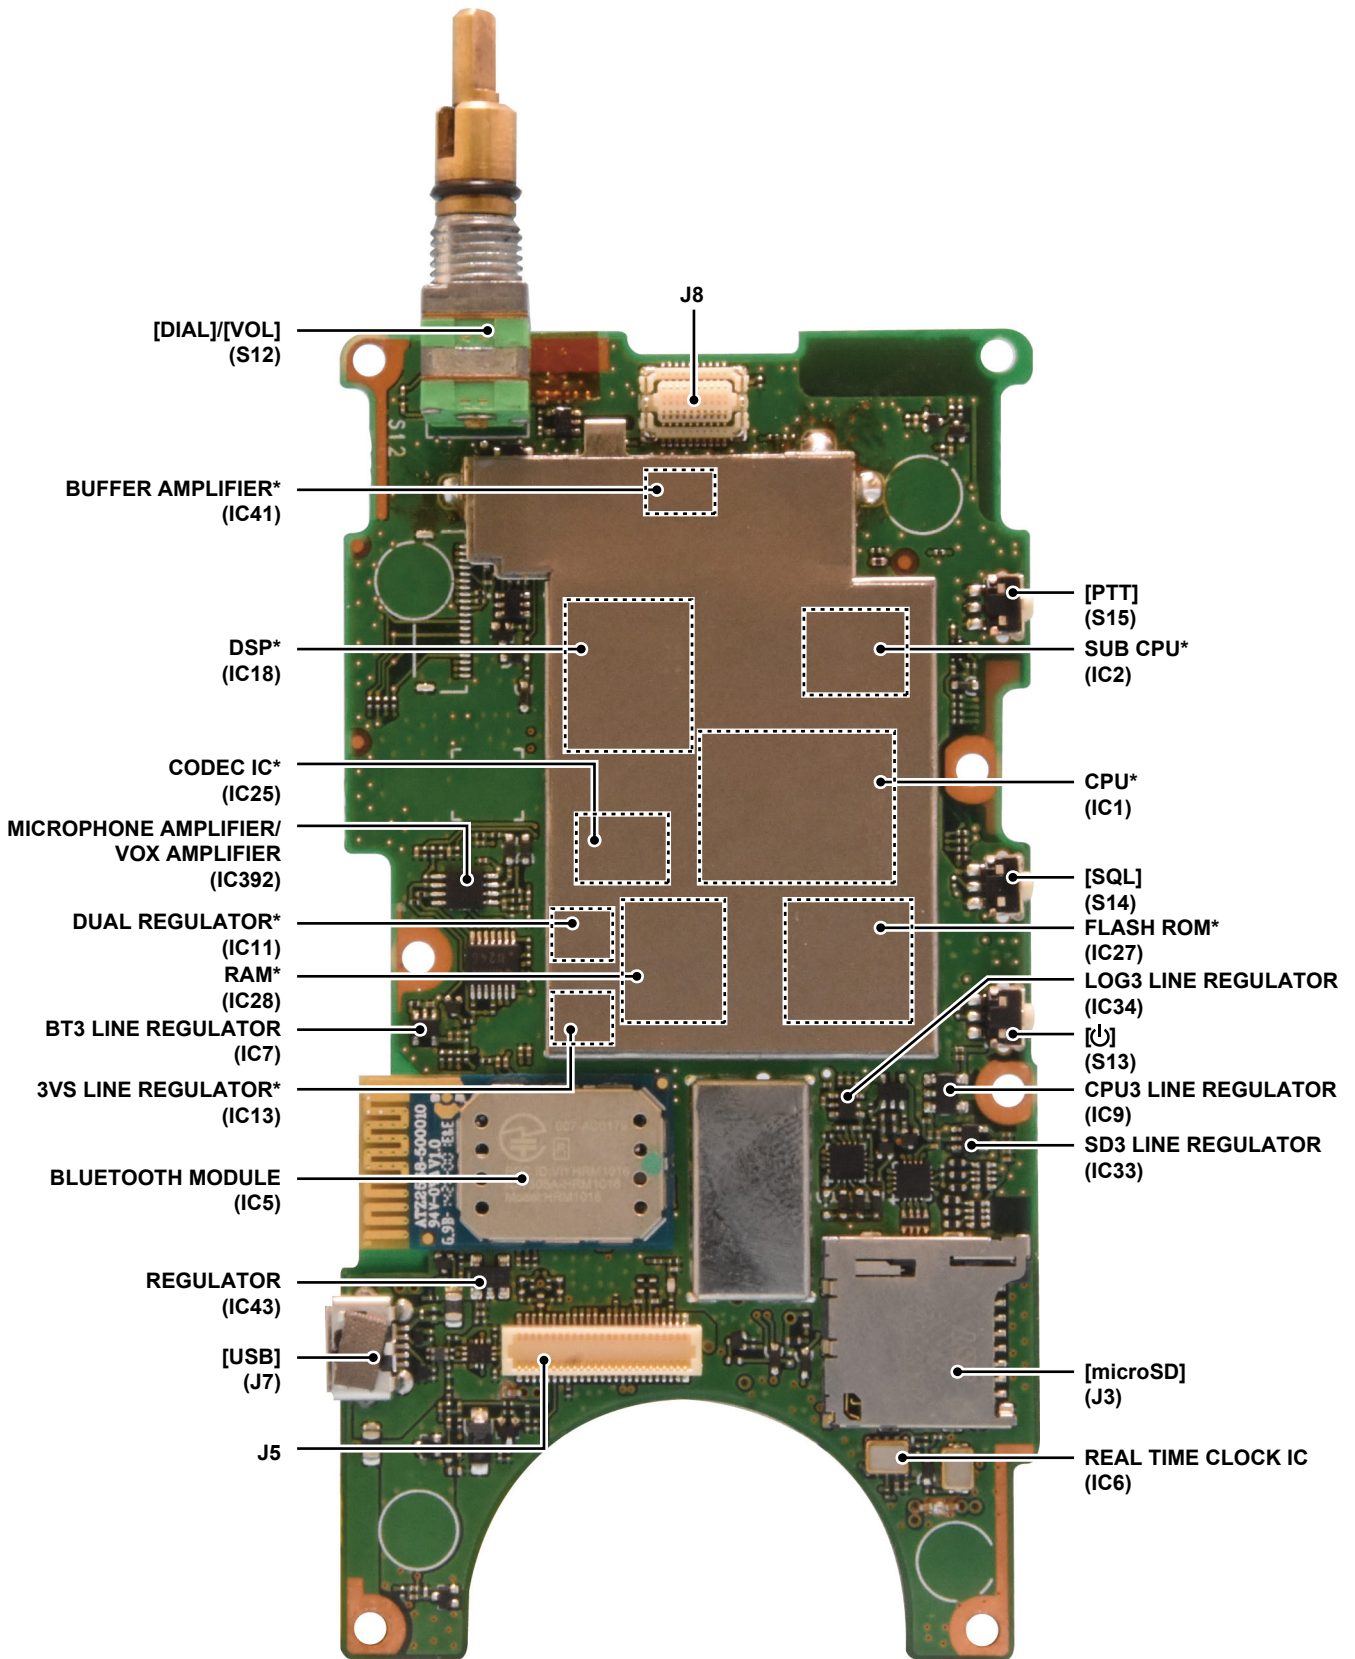 J8
[DIAL]/[VOL]
(S12)
S12
BUFFER AMPLIFIER*
(IC41)
[PTT]
(S15)
DSP*
(IC18)
SUB CPU*
(IC2)
CODEC IC*
(IC25)
CPU*
(IC1)
MICROPHONE AMPLIFIER/
VOX AMPLIFIER
(IC392)
[SQL]
(S14)
DUAL REGULATOR*
(IC11)
FLASH ROM*
(IC27)
RAM*
(IC28)
LOG3 LINE REGULATOR
(IC34)
BT3 LINE REGULATOR
(IC7)
[⏻]
(S13)
3VS LINE REGULATOR*
(IC13)
CPU3 LINE REGULATOR
(IC9)
SD3 LINE REGULATOR
(IC33)
BLUETOOTH MODULE
(IC5)
Model:HRM1018
REGULATOR
(IC43)
[USB]
(J7)
[microSD]
(J3)
J5
REAL TIME CLOCK IC
(IC6)